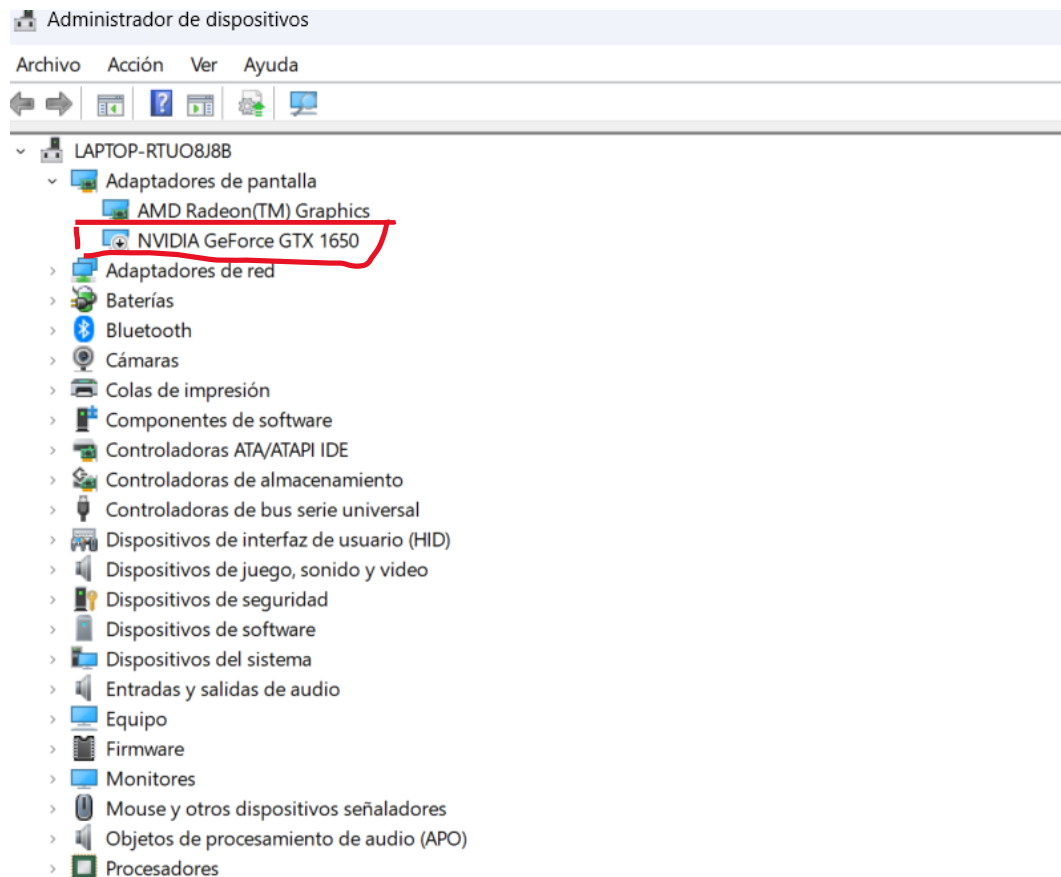 Administrador de dispositivos
Archivo Acción Ver Ayuda
LAPTOP-RTUO8J8B
Adaptadores de pantalla
AMD Radeon(TM) Graphics
NVIDIA GeForce GTX 1650
Adaptadores de red
Baterías
Bluetooth
Cámaras
Colas de impresión
Componentes de software
Controladoras ATA/ATAPI IDE
Controladoras de almacenamiento
Controladoras de bus serie universal
Dispositivos de interfaz de usuario (HID)
Dispositivos de juego, sonido y video
Dispositivos de seguridad
Dispositivos de software
Dispositivos del sistema
Entradas y salidas de audio
Equipo
Firmware
Monitores
Mouse y otros dispositivos señaladores
Objetos de procesamiento de audio (APO)
Procesadores